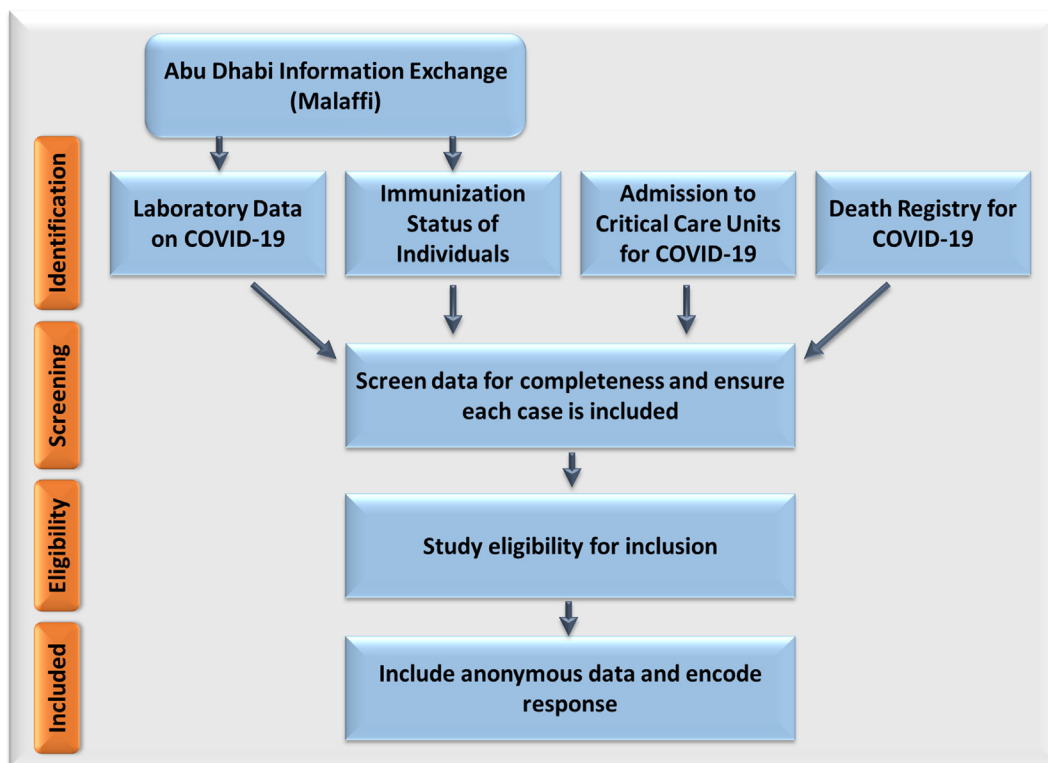 Abu Dhabi Information Exchange
(Malaffi)
Identification
Laboratory Data
on COVID-19
Immunization
Status of
Individuals
Admission to
Critical Care Units
for COVID-19
Death Registry for
COVID-19
Screening
Screen data for completeness and ensure
each case is included
Eligibility
Study eligibility for inclusion
Included
Include anonymous data and encode
response